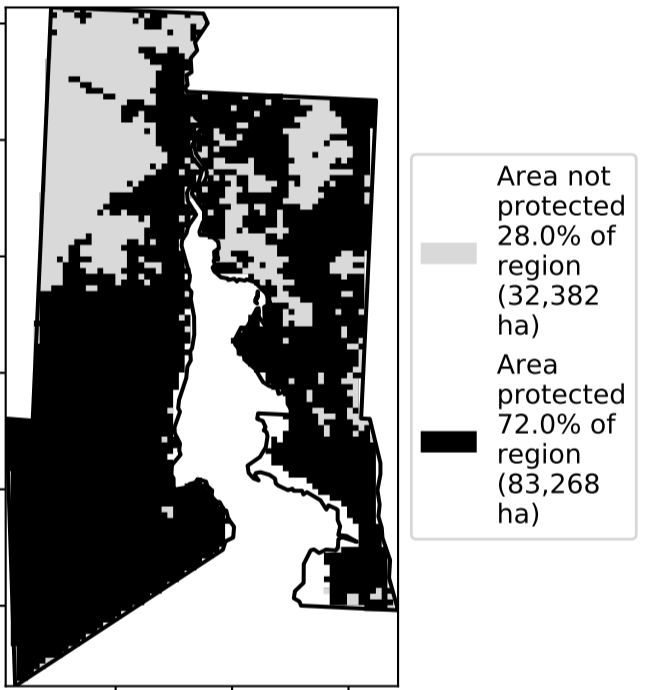 Area not
protected
28.0% of
region
(32,382
ha)
Area
protected
72.0% of
region
(83,268
ha)